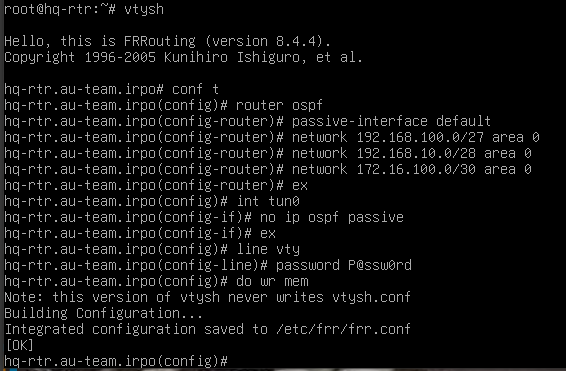 root@hq-rtr:~# vtysh
Hello, this is FRRouting (version 8.4.4).
Copyright 1996-2005 Kunihiro Ishiguro, et al.
hq-rtr.au-team.irpo# conf t
hq-rtr.au-team.irpo(config)# router ospf
hq-rtr.au-team.irpo(config-router)# passive-interface default
hq-rtr.au-team.irpo(config-router)# network 192.168.100.0/27 area 0
hq-rtr.au-team.irpo(config-router)# network 192.168.10.0/28 area 0
hq-rtr.au-team.irpo(config-router)# network 172.16.100.0/30 area 0
hq-rtr.au-team.irpo(config-router)# ex
hq-rtr.au-team.irpo(config)# int tun0
hq-rtr.au-team.irpo(config-if)# no ip ospf passive
hq-rtr.au-team.irpo(config-if)# ex
hq-rtr.au-team.irpo(config)# line vty
hq-rtr.au-team.irpo(config-line)# password P@ssw0rd
hq-rtr.au-team.irpo(config)# do wr mem
Note: this version of vtysh never writes vtysh.conf
Building Configuration...
Integrated configuration saved to /etc/frr/frr.conf
[OK]
hq-rtr.au-team.irpo(config)#